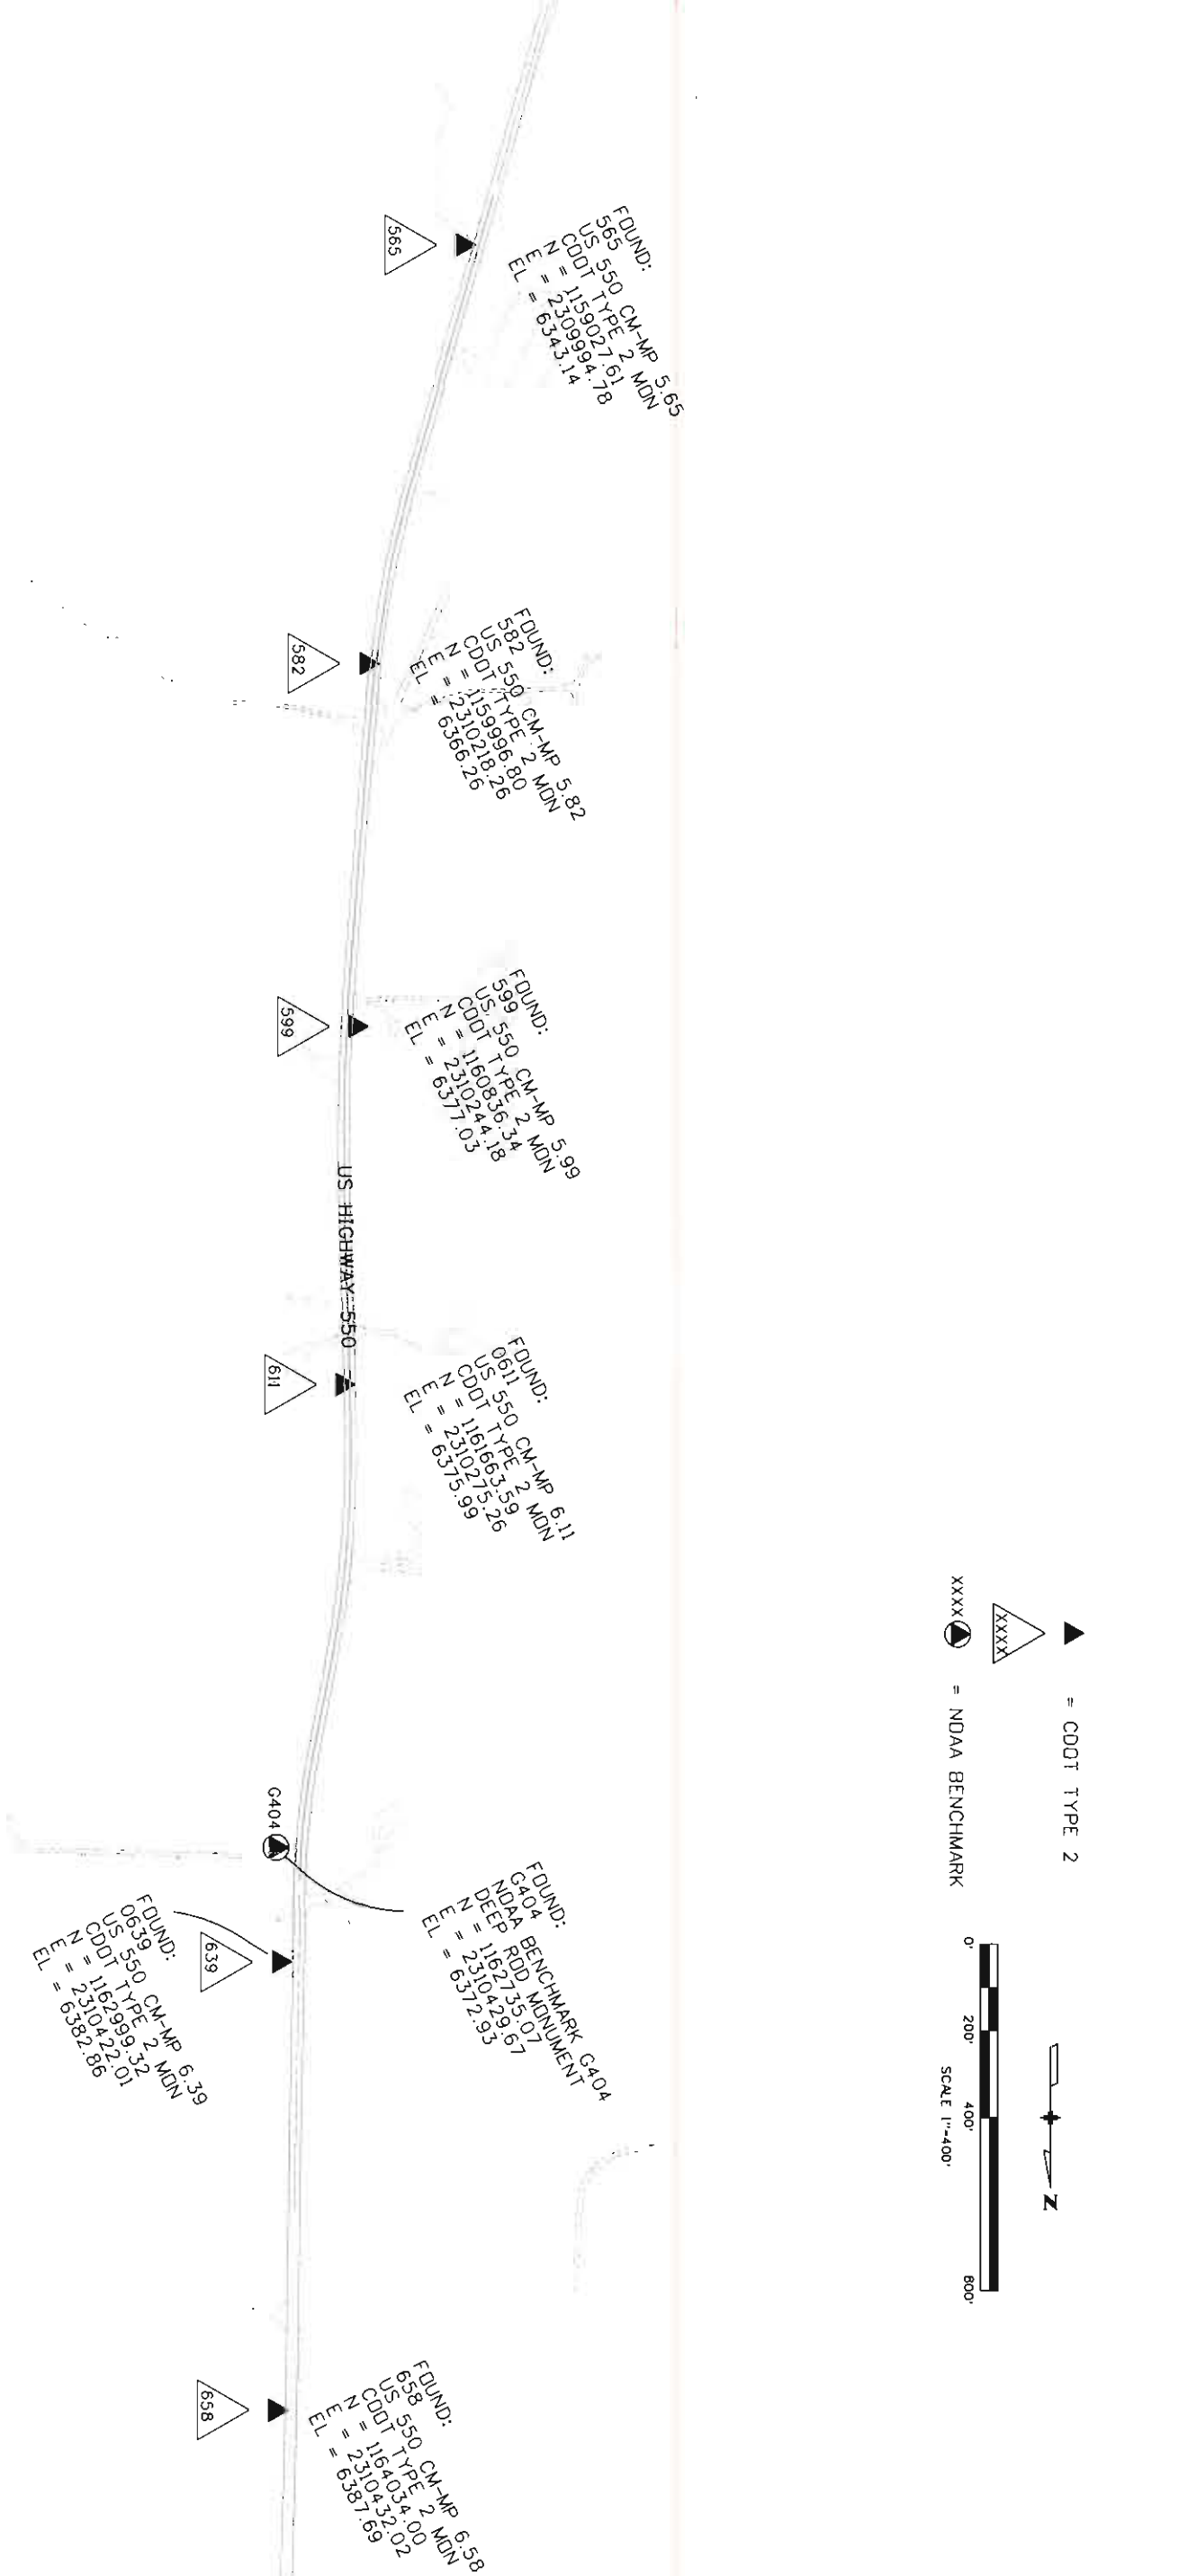 FOUND:
565
US 550 CM-MP 5.65
CDOT TYPE 2 MON
N = 1159027.61
E = 2309994.78
EL = 6343.14
565
FOUND:
582
US 550 CM-MP 5.82
CDOT TYPE 2 MON
N = 1159996.80
E = 2310218.26
EL = 6366.26
582
FOUND:
599
US 550 CM-MP 5.99
CDOT TYPE 2 MON
N = 1160836.34
E = 2310244.18
EL = 6377.03
599
US HIGHWAY 550
FOUND:
0611
US 550 CM-MP 6.11
CDOT TYPE 2 MON
N = 1161663.59
E = 2310275.26
EL = 6375.99
611
G404
FOUND:
G404
NOAA BENCHMARK G404
DEEP ROD MONUMENT
N = 1162735.07
E = 2310429.67
EL = 6372.93
FOUND:
0639
US 550 CM-MP 6.39
CDOT TYPE 2 MON
N = 1162999.32
E = 2310422.01
EL = 6382.86
639
FOUND:
658
US 550 CM-MP 6.58
CDOT TYPE 2 MON
N = 1164034.00
E = 2310432.02
EL = 6387.69
658
= CDOT TYPE 2
XXXX
XXXX = NOAA BENCHMARK
N
0' 200' 400' 800'
SCALE 1"=400'